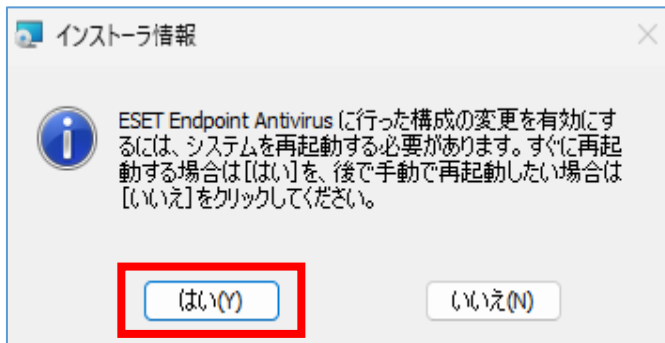 インストーラ情報
ESET Endpoint Antivirus に行った構成の変更を有効にす
るには、システムを再起動する必要があります。すぐに再起
動する場合は[はい]を、後で手動で再起動したい場合は
[いいえ]をクリックしてください。
はい(Y)
いいえ(N)